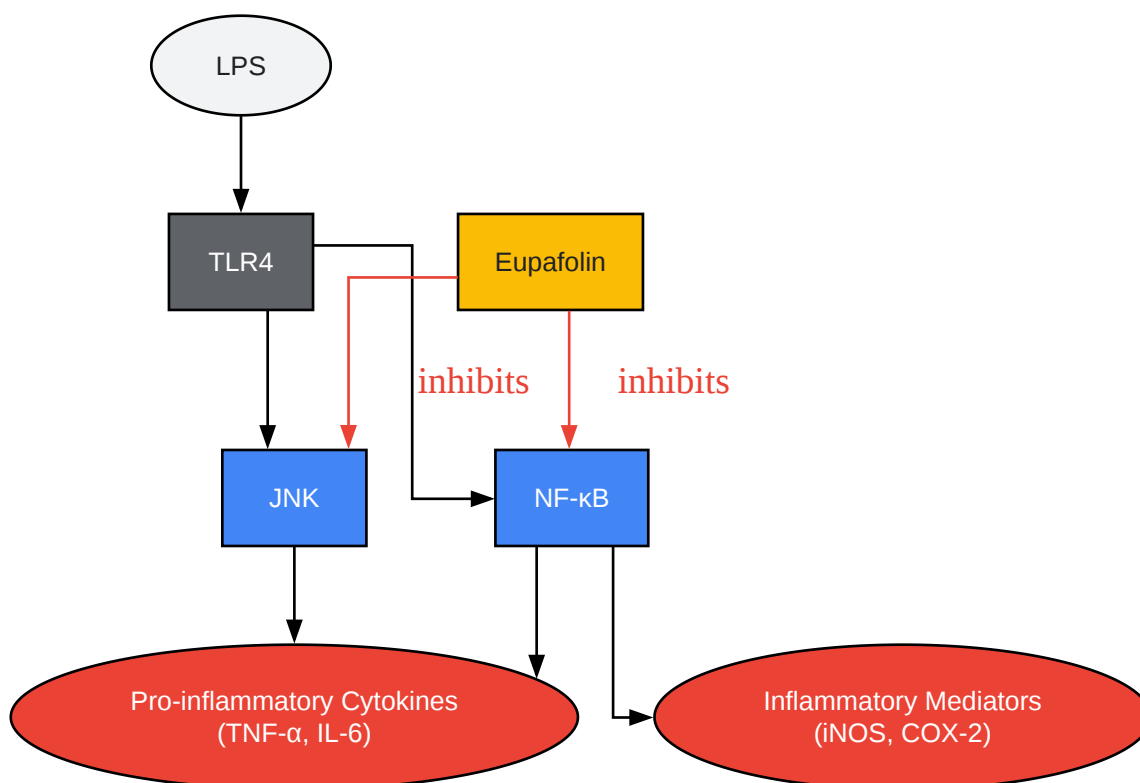 LPS
TLR4
Eupafolin
inhibits
inhibits
JNK
NF-κB
Pro-inflammatory Cytokines
(TNF-α, IL-6)
Inflammatory Mediators
(iNOS, COX-2)